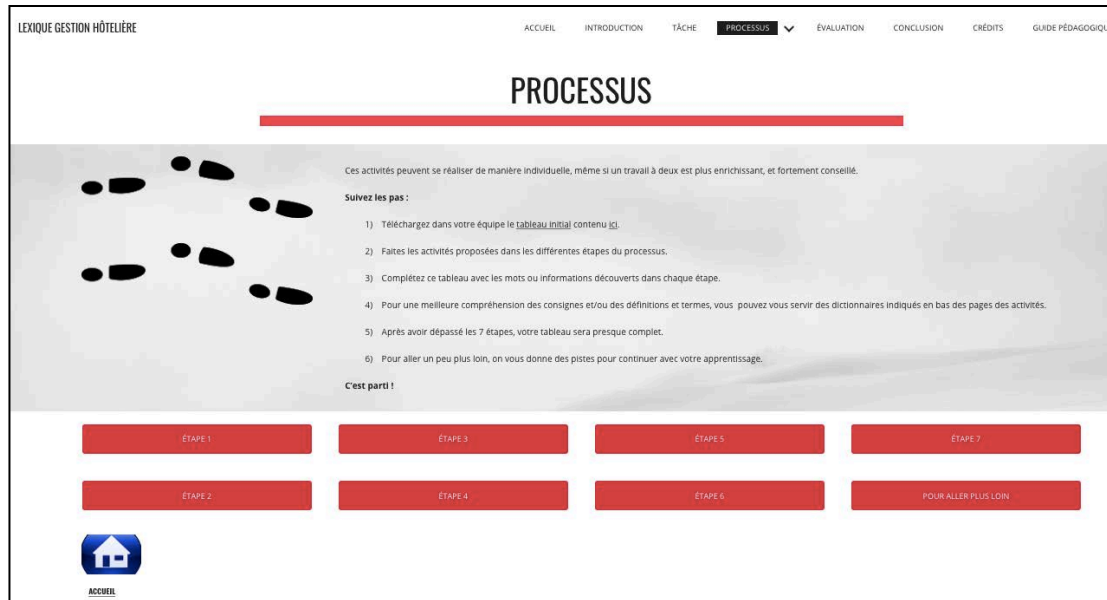 LEXIQUE GESTION HÔTELIÈRE
ACCUEIL INTRODUCTION TÂCHE PROCESSUS ÉVALUATION CONCLUSION CRÉDITS GUIDE PÉDAGOGIQU
PROCESSUS
Ces activités peuvent se réaliser de manière individuelle, même si un travail à deux est plus enrichissant, et fortement conseillé.
Suivez les pas :
1) Téléchargez dans votre équipe le tableau initial contenu ici.
2) Faites les activités proposées dans les différentes étapes du processus.
3) Complétez ce tableau avec les mots ou informations découverts dans chaque étape.
4) Pour une meilleure compréhension des consignes et/ou des définitions et termes, vous pouvez vous servir des dictionnaires indiqués en bas des pages des activités.
5) Après avoir dépassé les 7 étapes, votre tableau sera presque complet.
6) Pour aller un peu plus loin, on vous donne des pistes pour continuer avec votre apprentissage.
C'est parti !
ÉTAPE 1 ÉTAPE 3 ÉTAPE 5 ÉTAPE 7
ÉTAPE 2 ÉTAPE 4 ÉTAPE 6 POUR ALLER PLUS LOIN
ACCUEIL